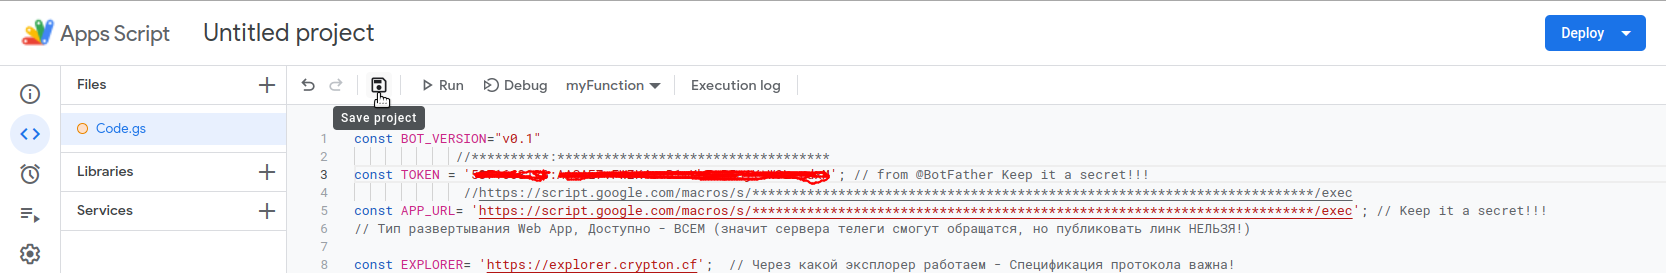 Apps Script
Untitled project
Deploy
Files
Run
Debug
myFunction
Execution log
Code.gs
Save project
Libraries
Services
1 const BOT_VERSION="v0.1"
2 //**********:***********************************
3 const TOKEN = ' '; // from @BotFather Keep it a secret!!!
4 //https://script.google.com/macros/s/************************************************************************/exec
5 const APP_URL= 'https://script.google.com/macros/s/************************************************************************/exec'; // Keep it a secret!!!
6 // Тип развертывания Web App, Доступно - ВСЕМ (значит сервера телеги смогут обращатся, но публиковать линк НЕЛЬЗЯ!)
7
8 const EXPLORER= 'https://explorer.crypton.cf'; // Через какой эксплорер работаем - Спецификация протокола важна!